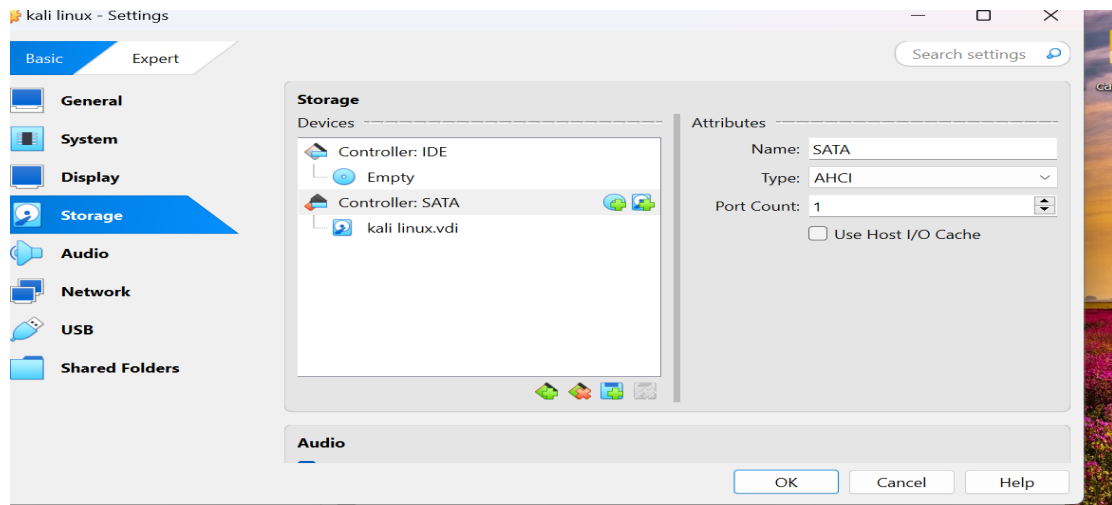 kali linux - Settings
Basic
Expert
Search settings
General
System
Display
Storage
Audio
Network
USB
Shared Folders
Storage
Devices
Controller: IDE
Empty
Controller: SATA
kali linux.vdi
Attributes
Name: SATA
Type: AHCI
Port Count: 1
Use Host I/O Cache
Audio
OK
Cancel
Help